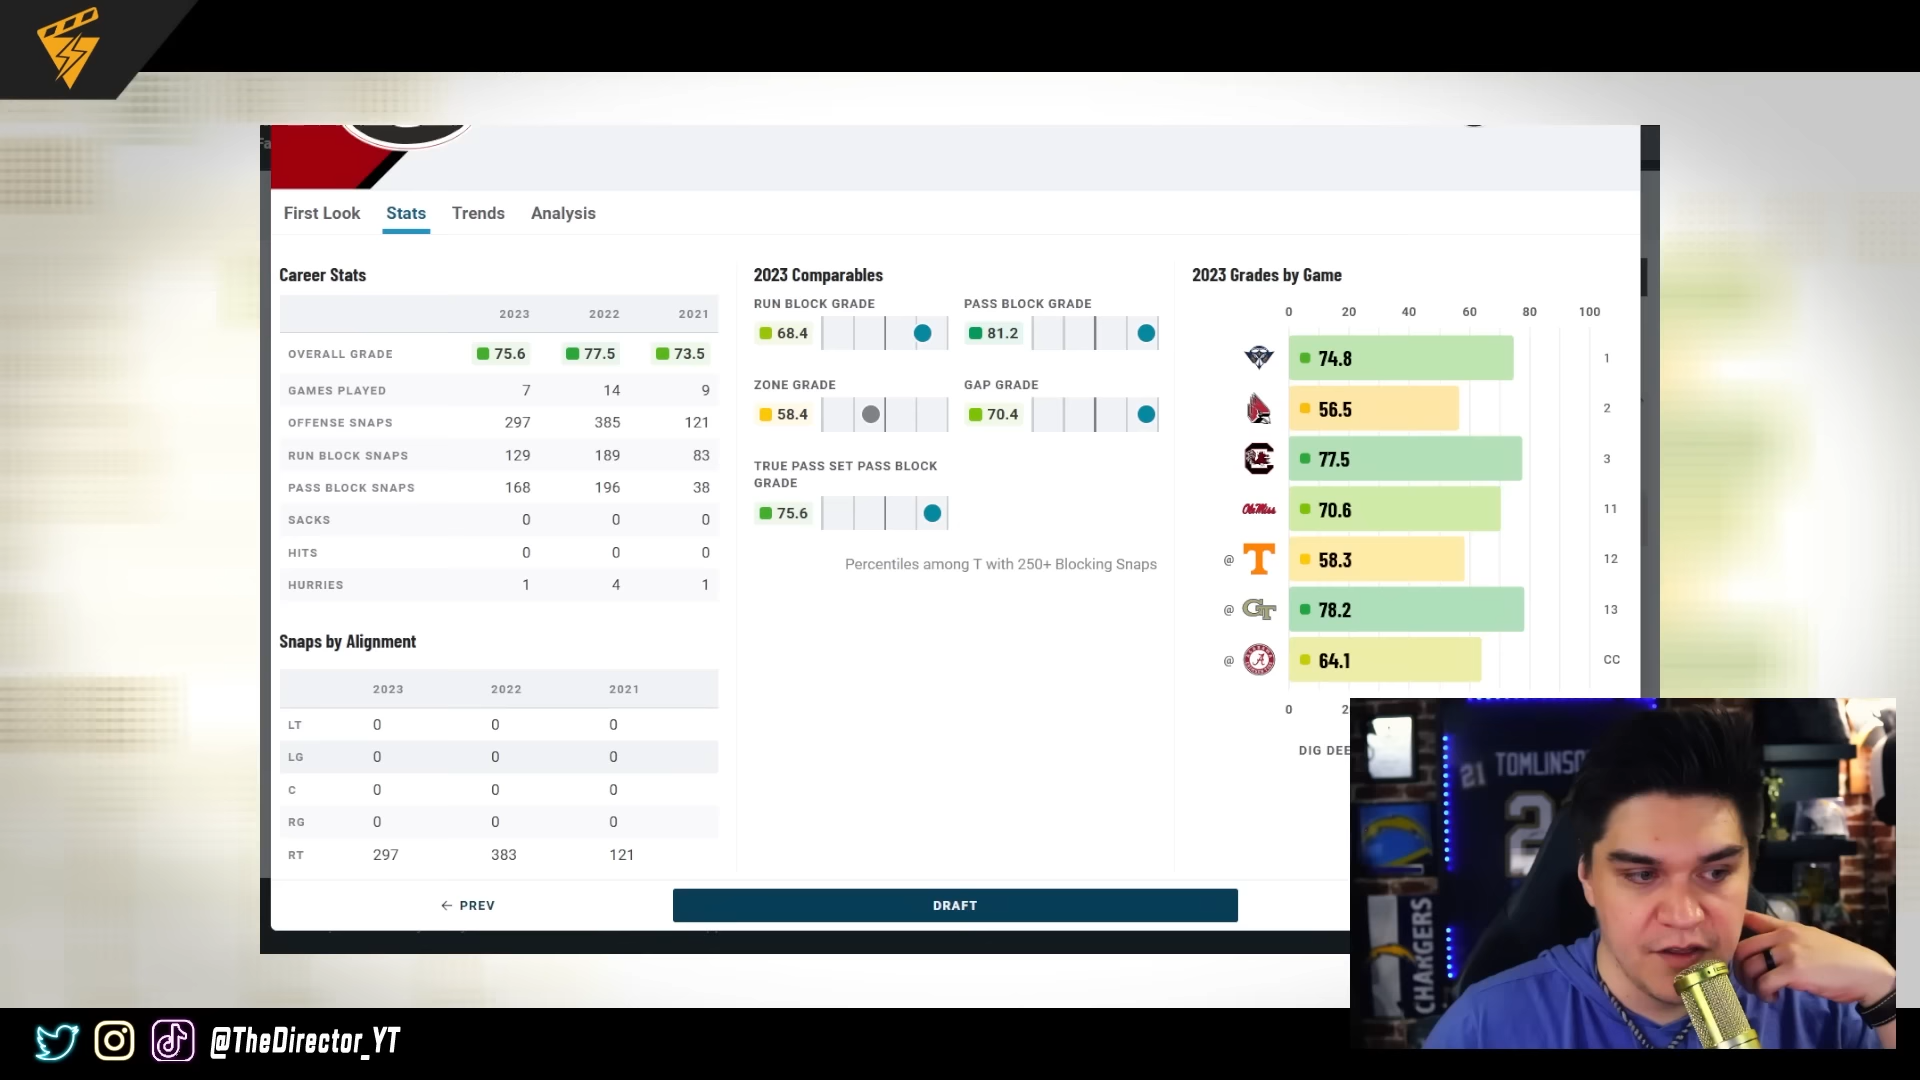 First Look Stats Trends Analysis
Career Stats
2023 2022 2021
OVERALL GRADE 75.6 77.5 73.5
GAMES PLAYED 7 14 9
OFFENSE SNAPS 297 385 121
RUN BLOCK SNAPS 129 189 83
PASS BLOCK SNAPS 168 196 38
SACKS 0 0 0
HITS 0 0 0
HURRIES 1 4 1
Snaps by Alignment
2023 2022 2021
LT 0 0 0
LG 0 0 0
C 0 0 0
RG 0 0 0
RT 297 383 121
2023 Comparables
RUN BLOCK GRADE PASS BLOCK GRADE
68.4 81.2
ZONE GRADE GAP GRADE
58.4 70.4
TRUE PASS SET PASS BLOCK
GRADE
75.6
Percentiles among T with 250+ Blocking Snaps
2023 Grades by Game
0 20 40 60 80 100
74.8 1
56.5 2
77.5 3
Ole Miss 70.6 11
@ T 58.3 12
@ GT 78.2 13
@ A 64.1 CC
0
DIG DEE
← PREV
DRAFT
21 TOMLINSO
2
CHARGERS
@TheDirector_YT